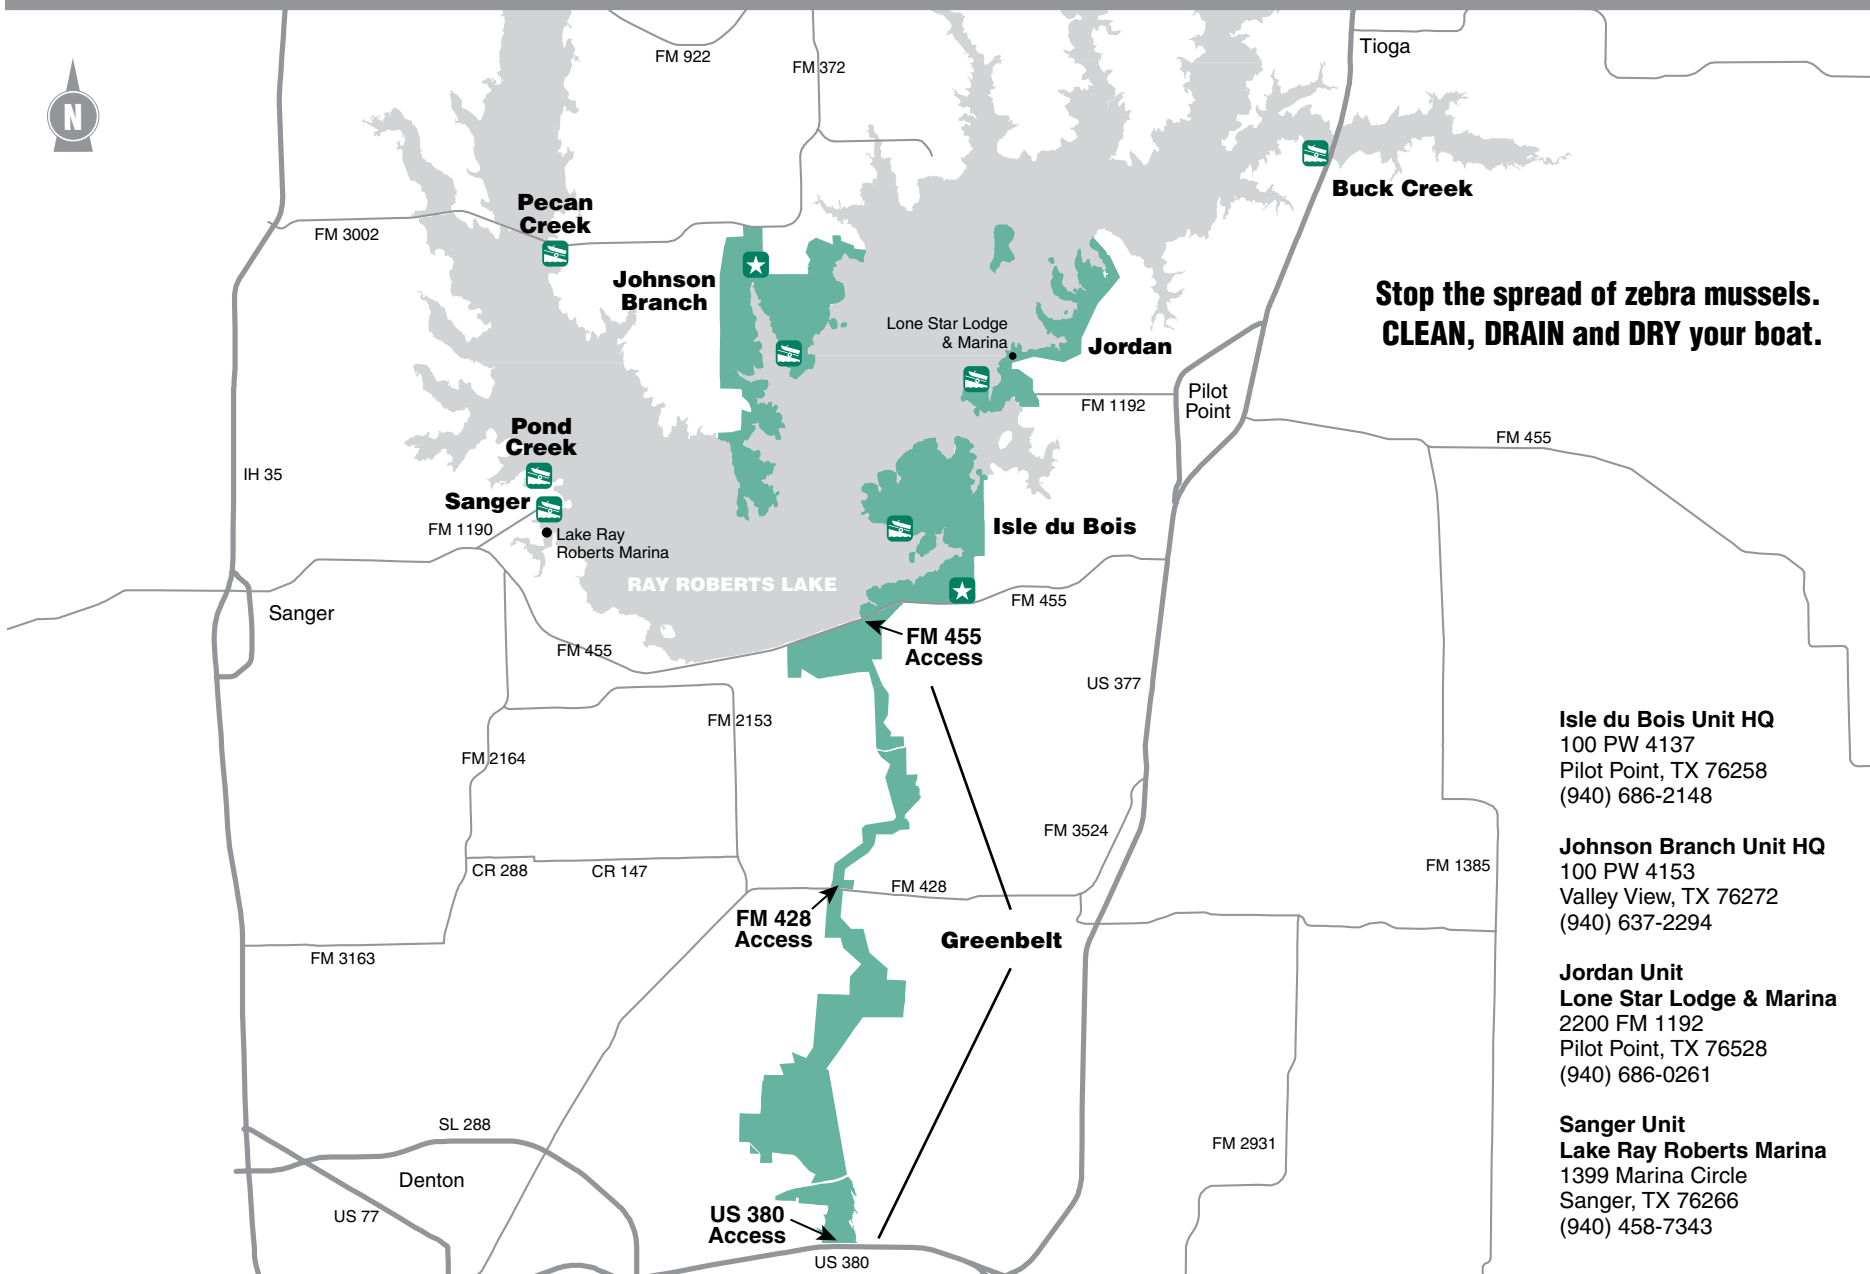 FM 922
FM 372
Tioga
N
Buck Creek
Pecan
Creek
FM 3002
Johnson
Branch
Stop the spread of zebra mussels.
CLEAN, DRAIN and DRY your boat.
Lone Star Lodge
& Marina
Jordan
Pilot
Point
FM 1192
FM 455
Pond
Creek
IH 35
Sanger
FM 1190
Lake Ray
Roberts Marina
Isle du Bois
RAY ROBERTS LAKE
FM 455
Sanger
FM 455
FM 455
Access
US 377
FM 2153
FM 2164
FM 3524
CR 288
CR 147
FM 428
FM 1385
FM 428
Access
Greenbelt
FM 3163
SL 288
FM 2931
Denton
US 77
US 380
Access
US 380
Isle du Bois Unit HQ
100 PW 4137
Pilot Point, TX 76258
(940) 686-2148
Johnson Branch Unit HQ
100 PW 4153
Valley View, TX 76272
(940) 637-2294
Jordan Unit
Lone Star Lodge & Marina
2200 FM 1192
Pilot Point, TX 76528
(940) 686-0261
Sanger Unit
Lake Ray Roberts Marina
1399 Marina Circle
Sanger, TX 76266
(940) 458-7343